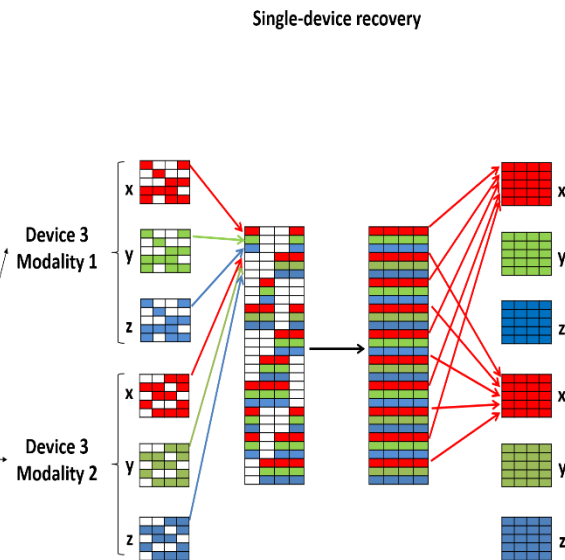 Single-device recovery
x
x
Device 3
Modality 1
y
y
z
z
x
x
Device 3
Modality 2
y
y
z
z